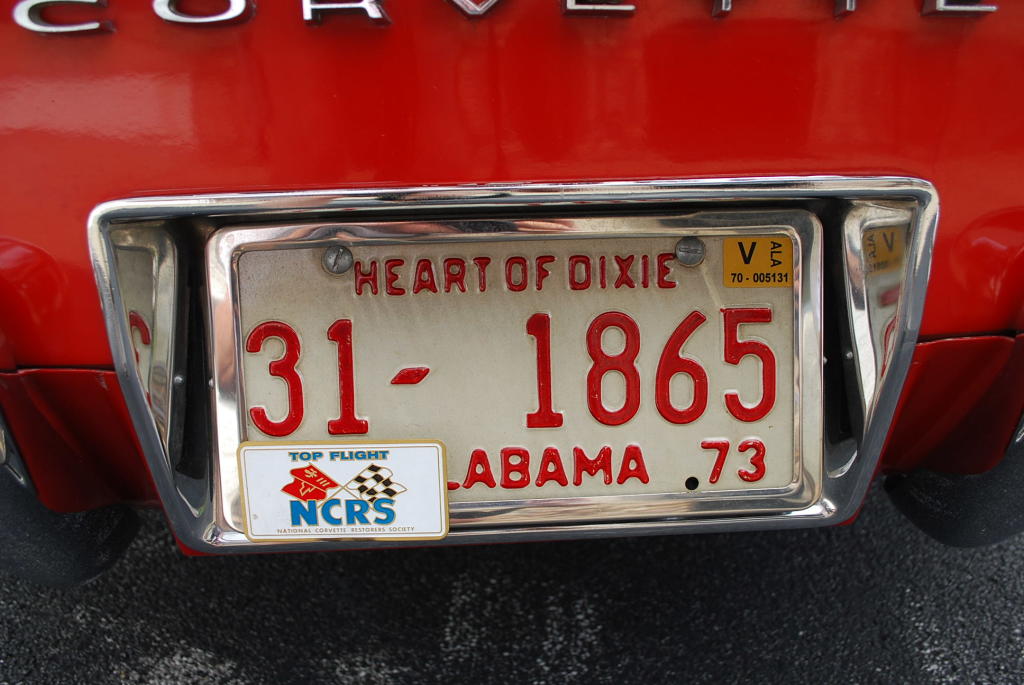 CORVETTE
HEART OF DIXIE
V ALA
70-005131
31- 1865
LABAMA 73
TOP FLIGHT
NCRS
NATIONAL CORVETTE RESTORERS SOCIETY